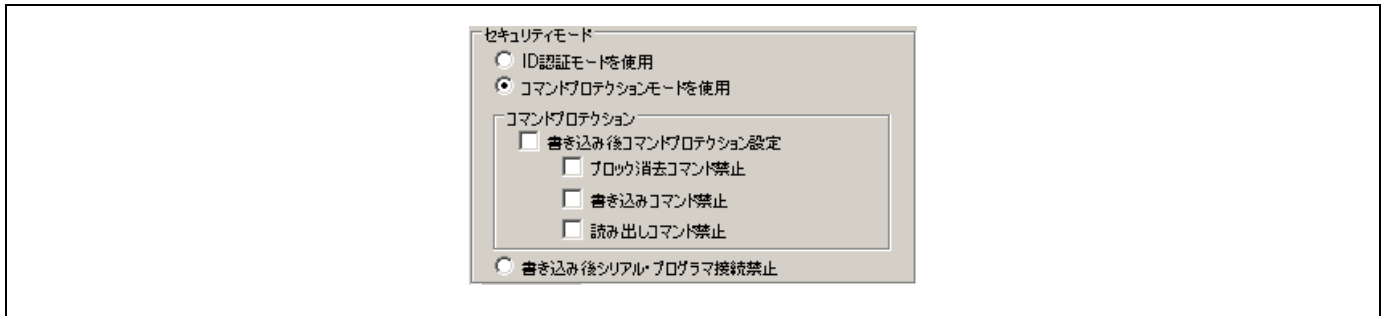 セキュリティモード
ID認証モードを使用
コマンドプロテクションモードを使用
コマンドプロテクション
書き込み後コマンドプロテクション設定
ブロック消去コマンド禁止
書き込みコマンド禁止
読み出しコマンド禁止
書き込み後シリアル・プログラマ接続禁止